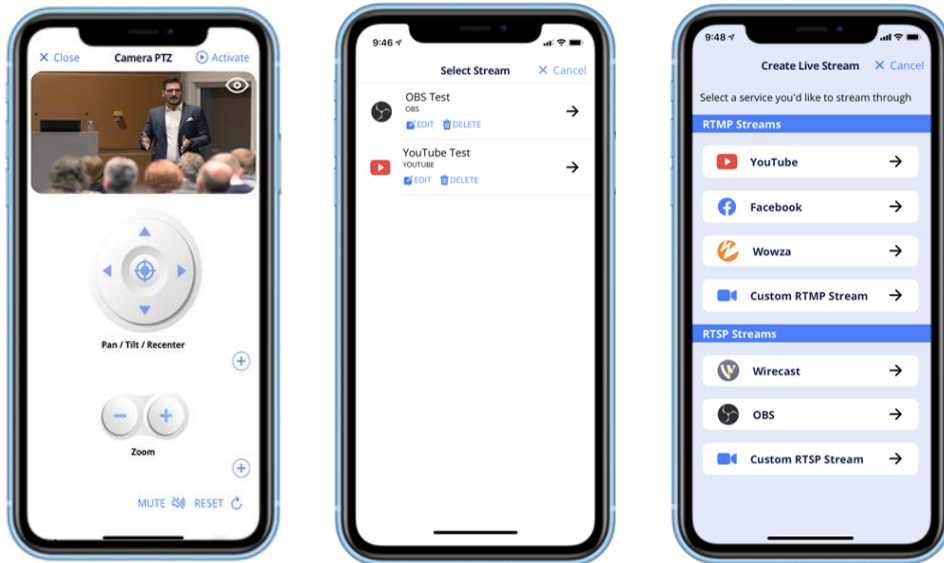 Close
Camera PTZ
Activate
Pan / Tilt / Recenter
Zoom
MUTE
RESET
9:46
Select Stream
Cancel
OBS Test
OBS
EDIT
DELETE
YouTube Test
YOUTUBE
EDIT
DELETE
9:48
Create Live Stream
Cancel
Select a service you'd like to stream through
RTMP Streams
YouTube
Facebook
Wowza
Custom RTMP Stream
RTSP Streams
Wirecast
OBS
Custom RTSP Stream